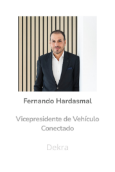 Fernando Hardasmal
Vicepresidente de Vehículo
Conectado
Dekra